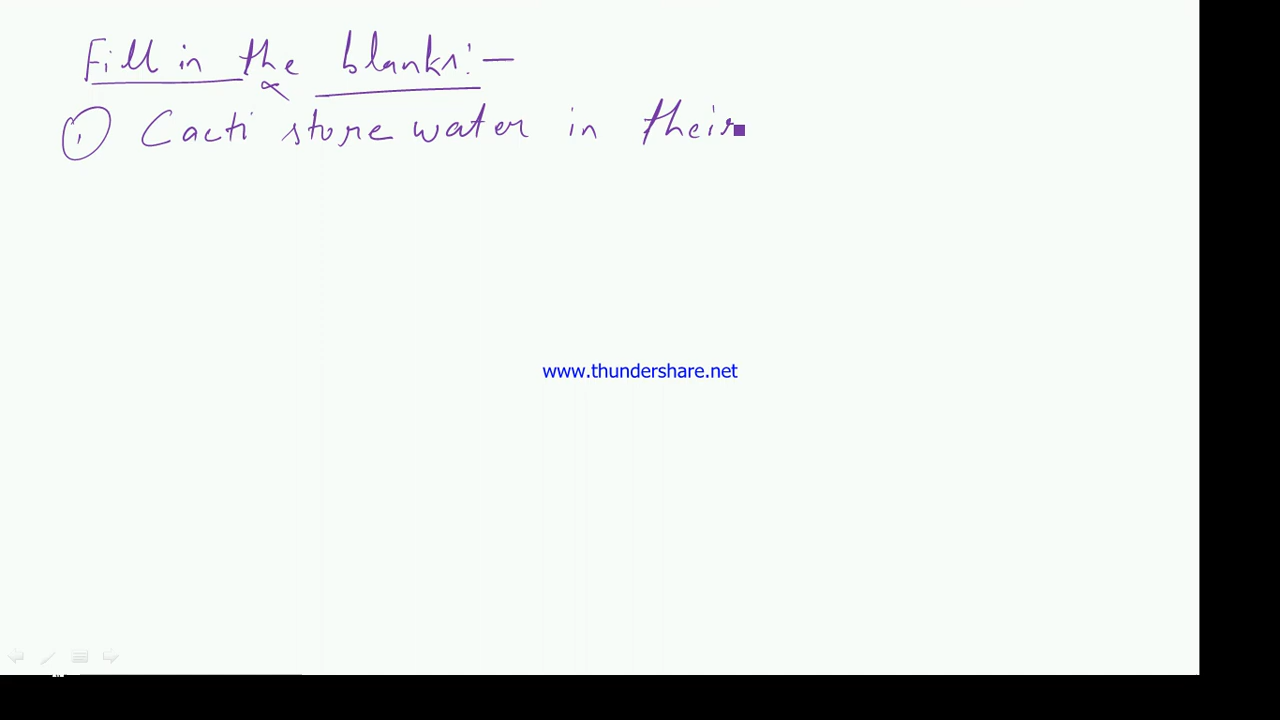 Fill in the blanks:-
① Cacti store water in their
www.thundershare.net